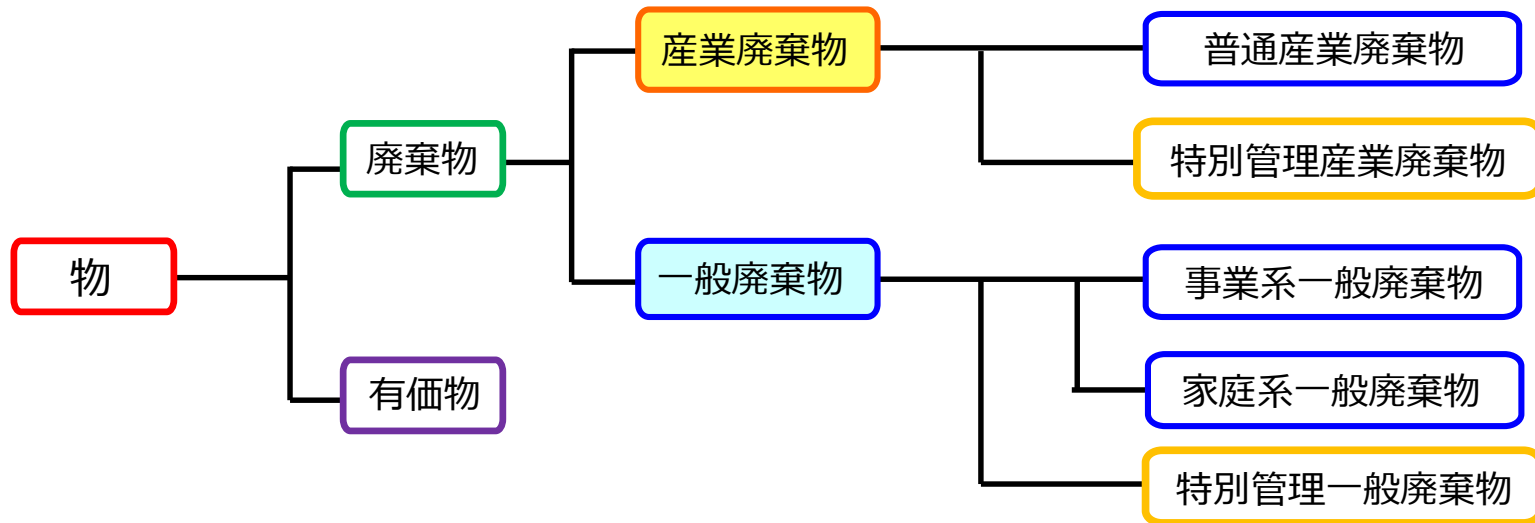 産業廃棄物
普通産業廃棄物
廃棄物
特別管理産業廃棄物
物
一般廃棄物
事業系一般廃棄物
有価物
家庭系一般廃棄物
特別管理一般廃棄物